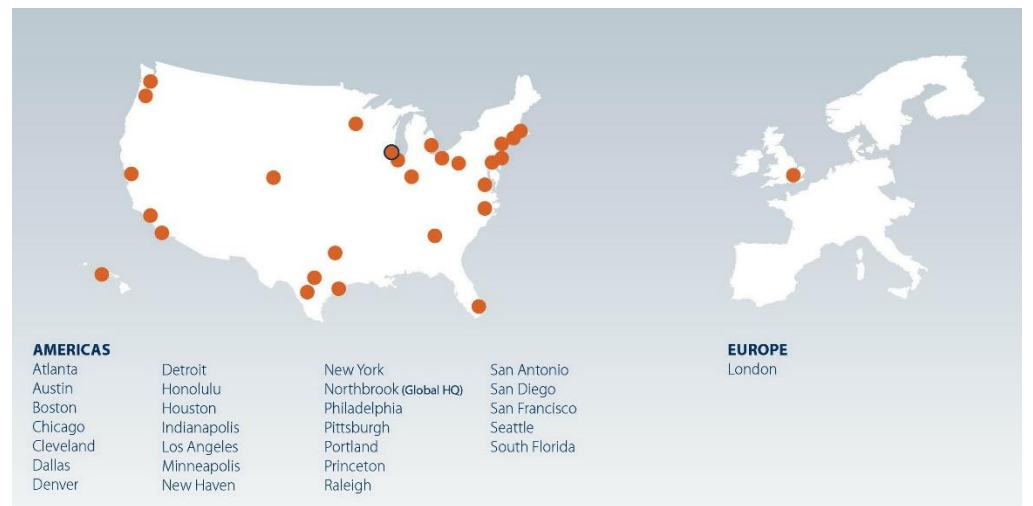 AMERICAS
Atlanta
Austin
Boston
Chicago
Cleveland
Dallas
Denver
Detroit
Honolulu
Houston
Indianapolis
Los Angeles
Minneapolis
New Haven
New York
Northbrook (Global HQ)
Philadelphia
Pittsburgh
Portland
Princeton
Raleigh
San Antonio
San Diego
San Francisco
Seattle
South Florida
EUROPE
London